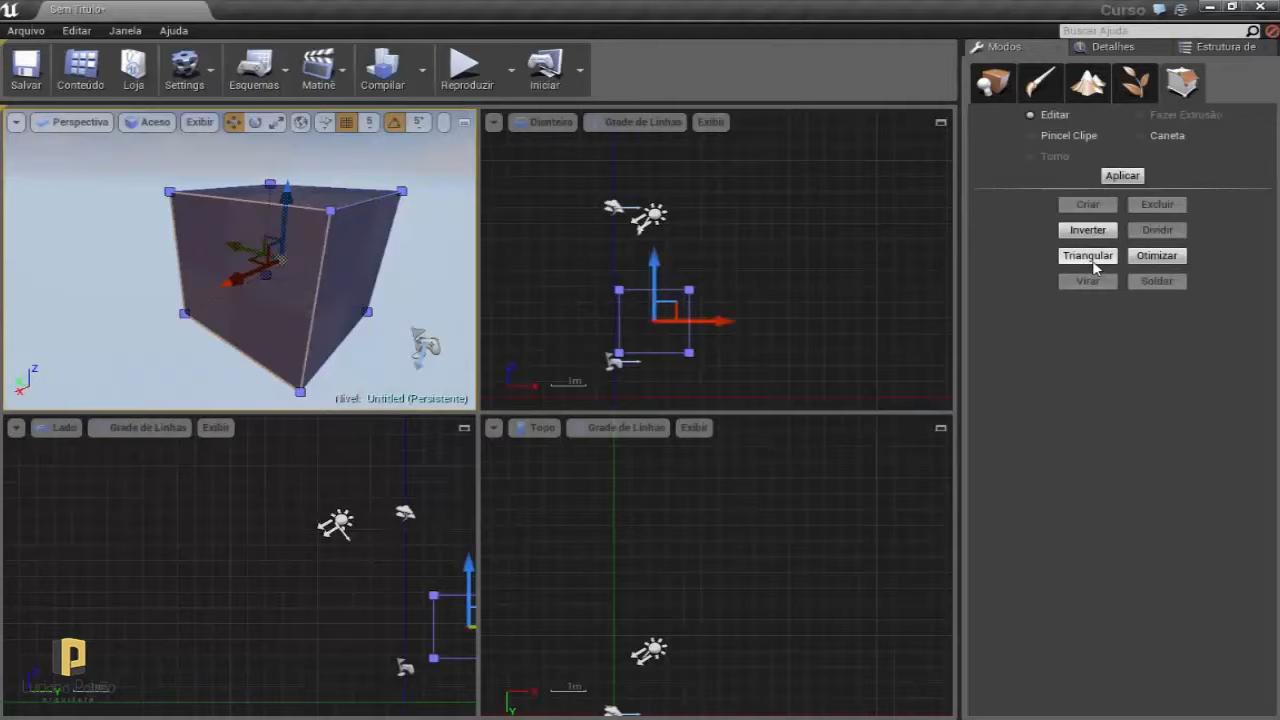 Sem Título*
Curso
Arquivo Editar Janela Ajuda
Buscar Ajuda
Salvar Conteúdo Loja Settings Esquemas Matinê Compilar Reproduzir Iniciar
Modos Detalhes Estrutura de
Perspectiva Aceso Exibir 5 5°
Dianteiro Grade de Linhas Exibir
Editar Fazer Extrusão
Pincel Clipe Caneta
Torno
Aplicar
Criar Excluir
Inverter Dividir
Triangular Otimizar
Virar Soldar
Z
X
Nível: Untitled (Persistente)
1m
Lado Grade de Linhas Exibir
Topo Grade de Linhas Exibir
1m
Y
arquiteto